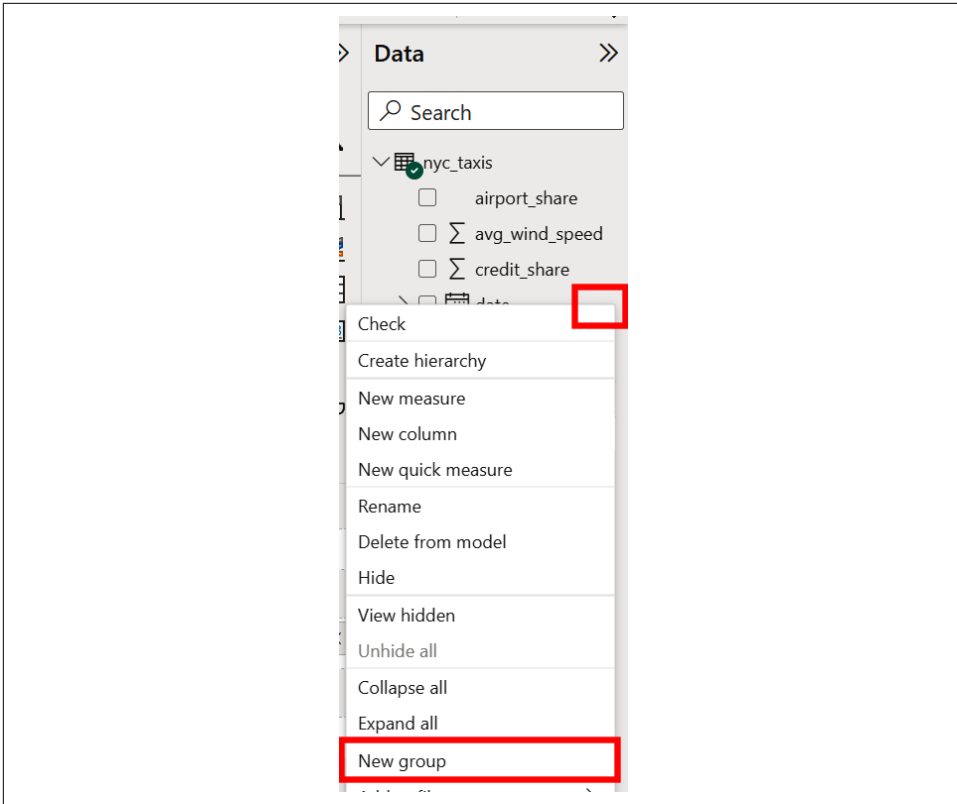 Data
Search
nyc_taxis
airport_share
avg_wind_speed
credit_share
date
Check
Create hierarchy
New measure
New column
New quick measure
Rename
Delete from model
Hide
View hidden
Unhide all
Collapse all
Expand all
New group